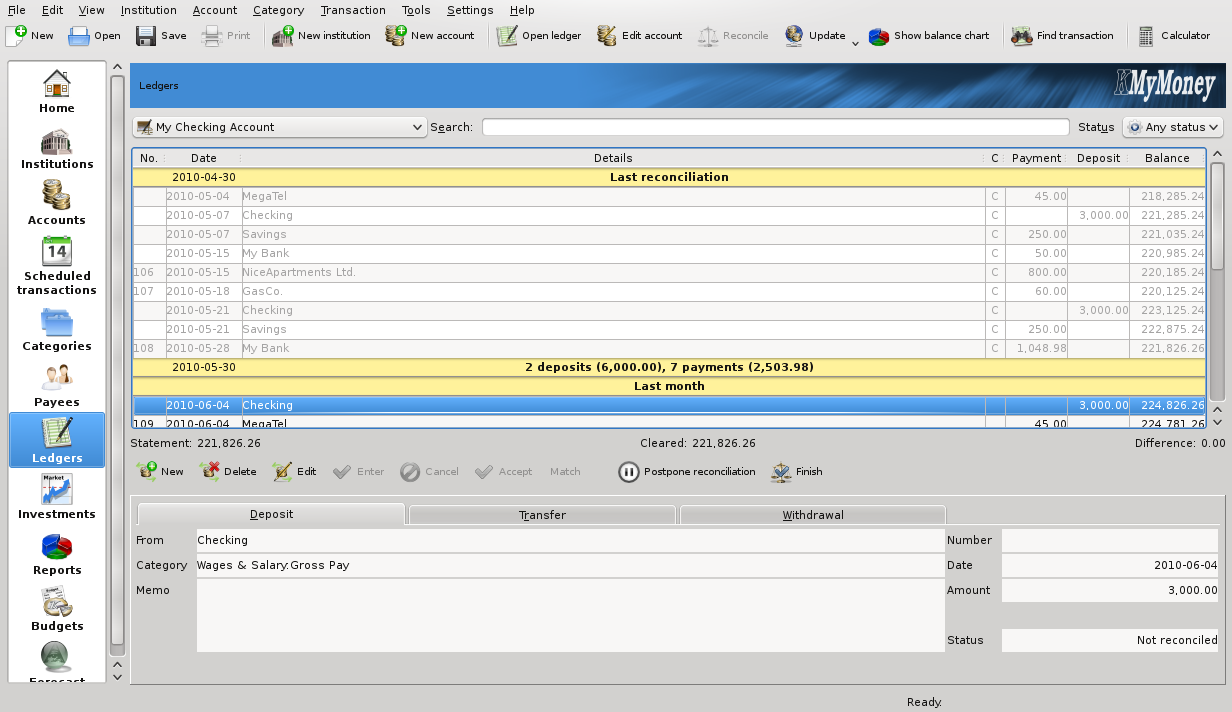 File Edit View Institution Account Category Transaction Tools Settings Help
New Open Save Print New institution New account Open ledger Edit account Reconcile Update Show balance chart Find transaction Calculator
Home
Institutions
Accounts
14
Scheduled
transactions
Categories
Payees
Ledgers
Market
Investments
Reports
Budget
Budgets
Forecast
Ledgers
KMyMoney
My Checking Account Search: Status Any status
No. Date Details C Payment Deposit Balance
2010-04-30 Last reconciliation
2010-05-04 MegaTel C 45.00 218,285.24
2010-05-07 Checking C 3,000.00 221,285.24
2010-05-07 Savings C 250.00 221,035.24
2010-05-15 My Bank C 50.00 220,985.24
106 2010-05-15 NiceApartments Ltd. C 800.00 220,185.24
107 2010-05-18 GasCo. C 60.00 220,125.24
2010-05-21 Checking C 3,000.00 223,125.24
2010-05-21 Savings C 250.00 222,875.24
108 2010-05-28 My Bank C 1,048.98 221,826.26
2010-05-30 2 deposits (6,000.00), 7 payments (2,503.98)
Last month
2010-06-04 Checking 3,000.00 224,826.26
109 2010-06-04 MegaTel 45.00 224,781.26
Statement: 221,826.26 Cleared: 221,826.26 Difference: 0.00
New Delete Edit Enter Cancel Accept Match Postpone reconciliation Finish
Deposit Transfer Withdrawal
From Checking Number
Category Wages & Salary:Gross Pay Date 2010-06-04
Memo Amount 3,000.00
Status Not reconciled
Ready.